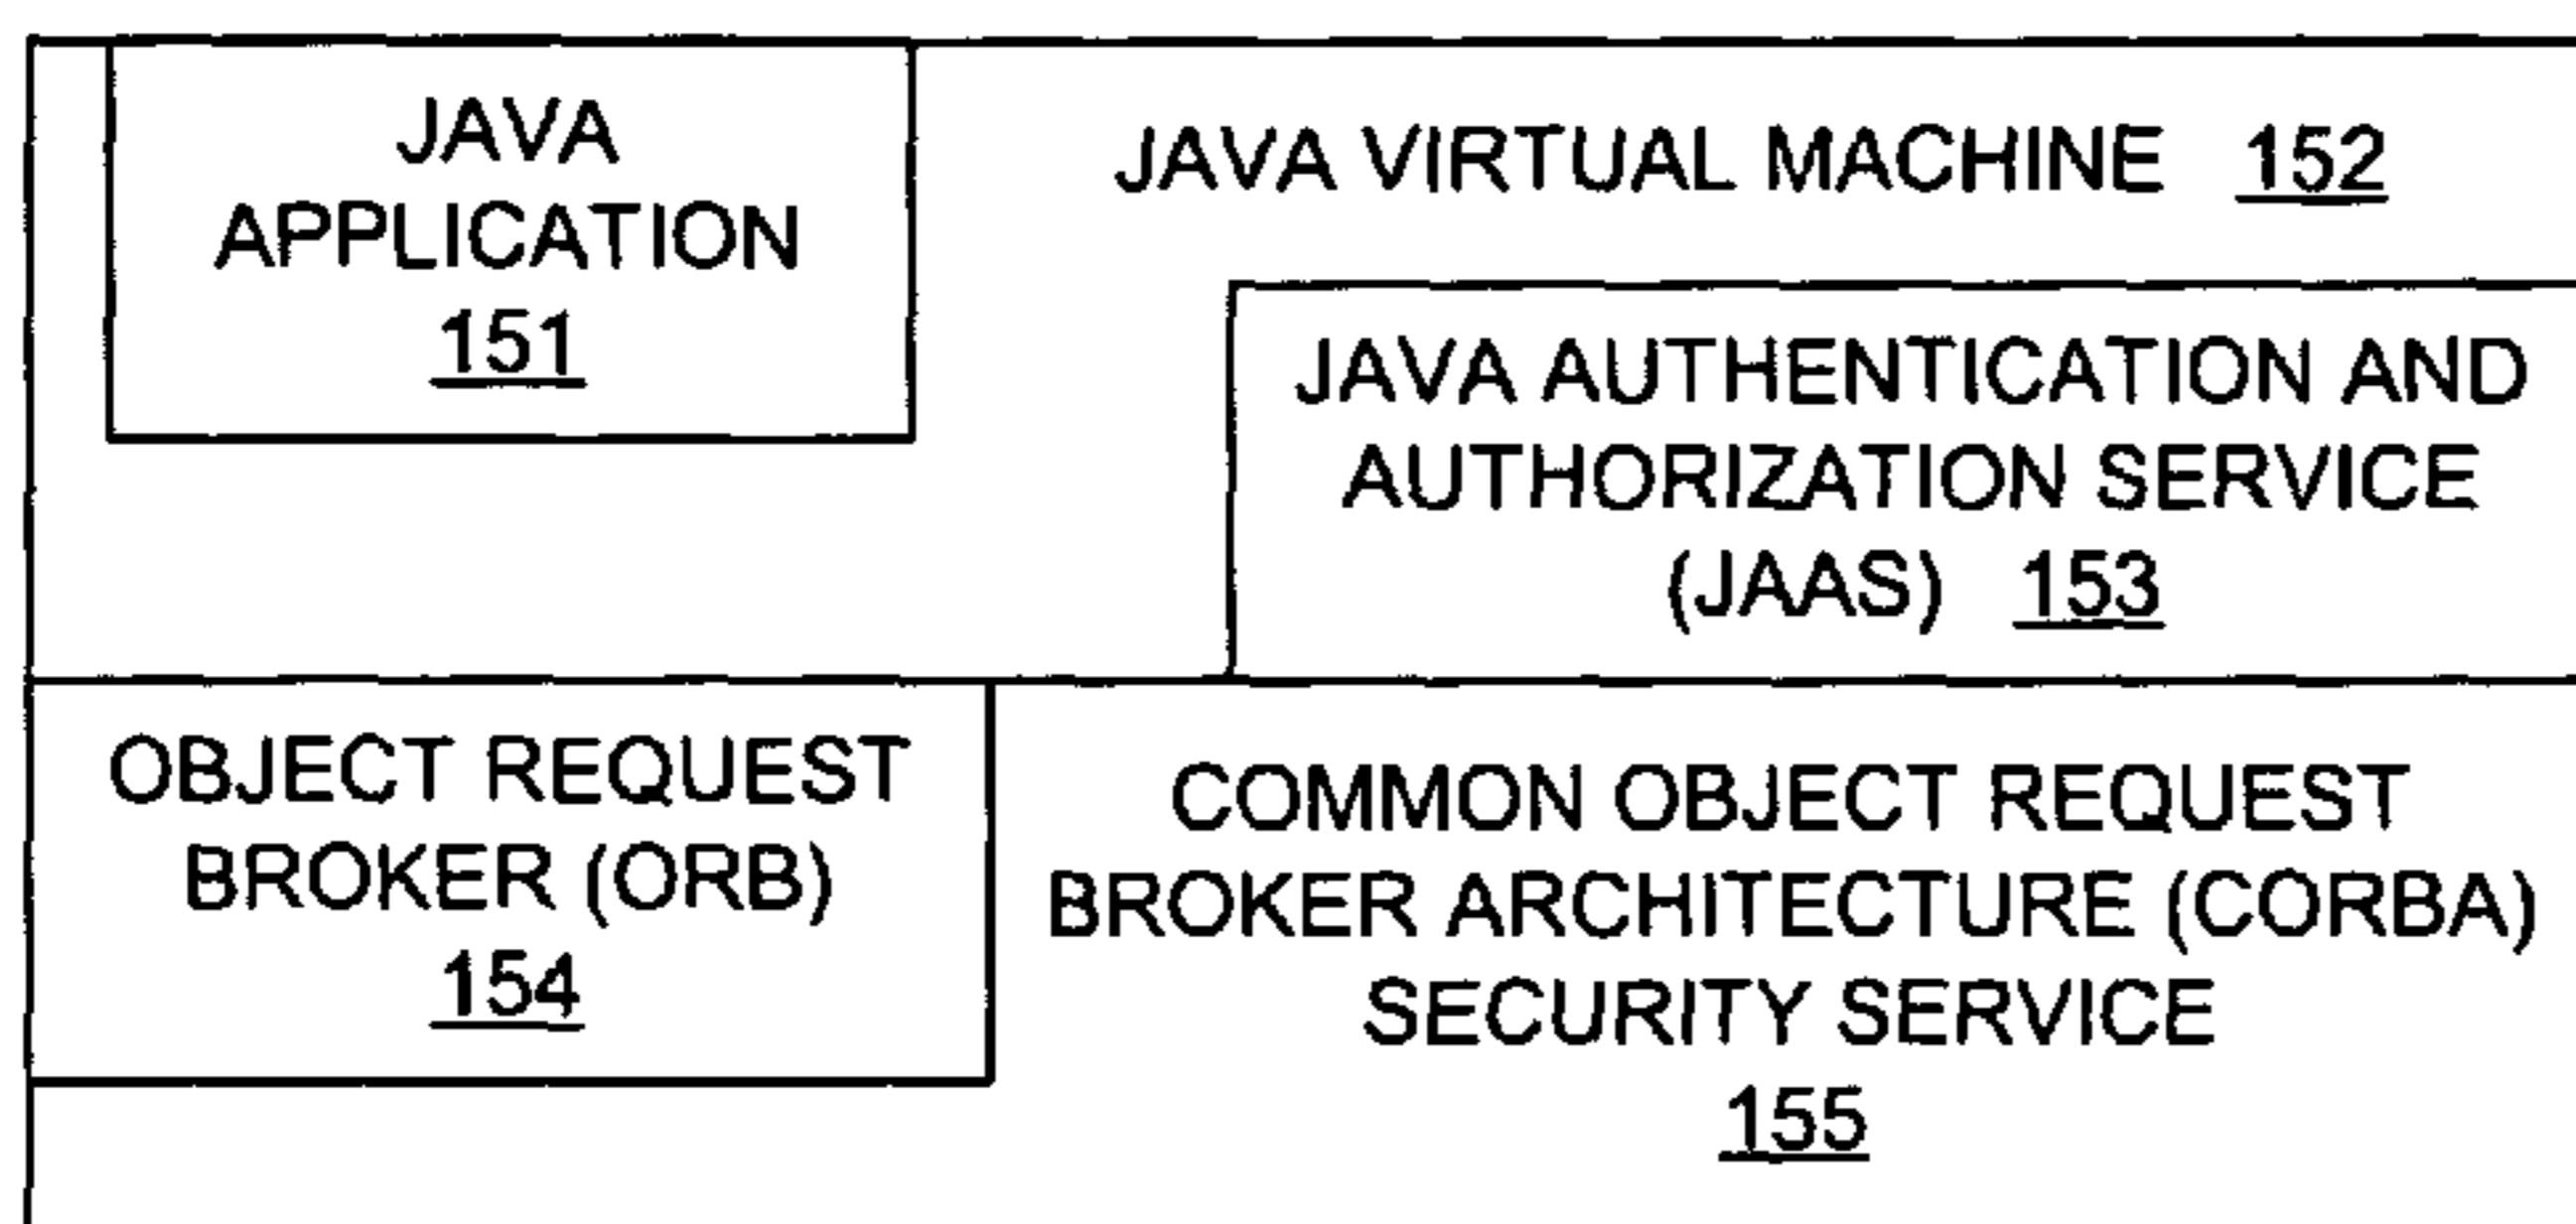 JAVA
APPLICATION
151
JAVA VIRTUAL MACHINE 152
JAVA AUTHENTICATION AND
AUTHORIZATION SERVICE
(JAAS) 153
OBJECT REQUEST
BROKER (ORB)
154
COMMON OBJECT REQUEST
BROKER ARCHITECTURE (CORBA)
SECURITY SERVICE
155